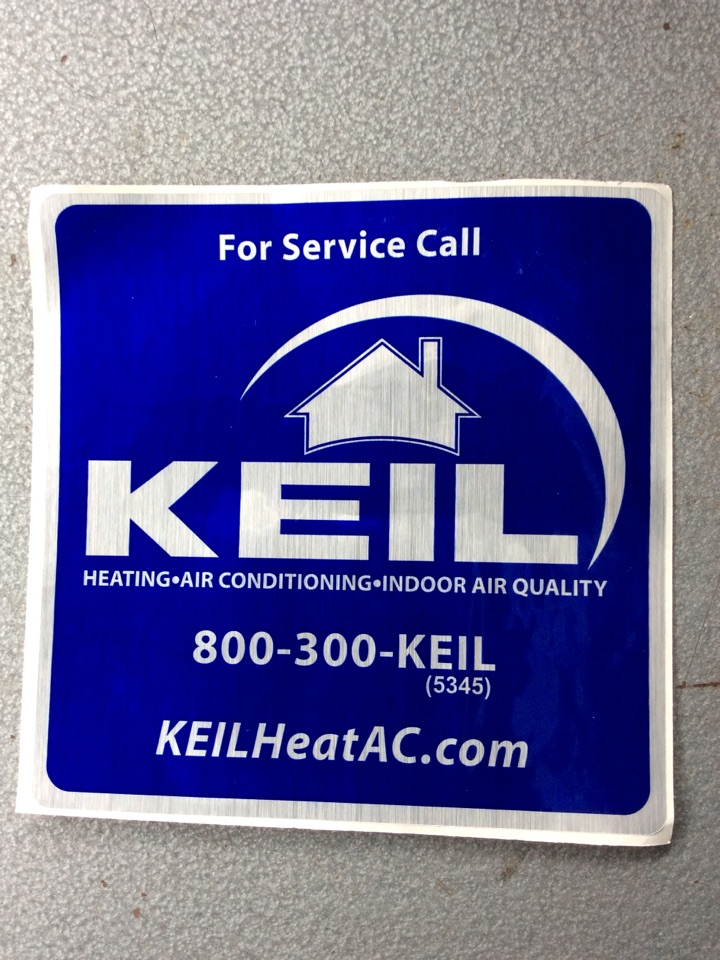 For Service Call
KEIL
HEATING•AIR CONDITIONING•INDOOR AIR QUALITY
800-300-KEIL
(5345)
KEILHeatAC.com